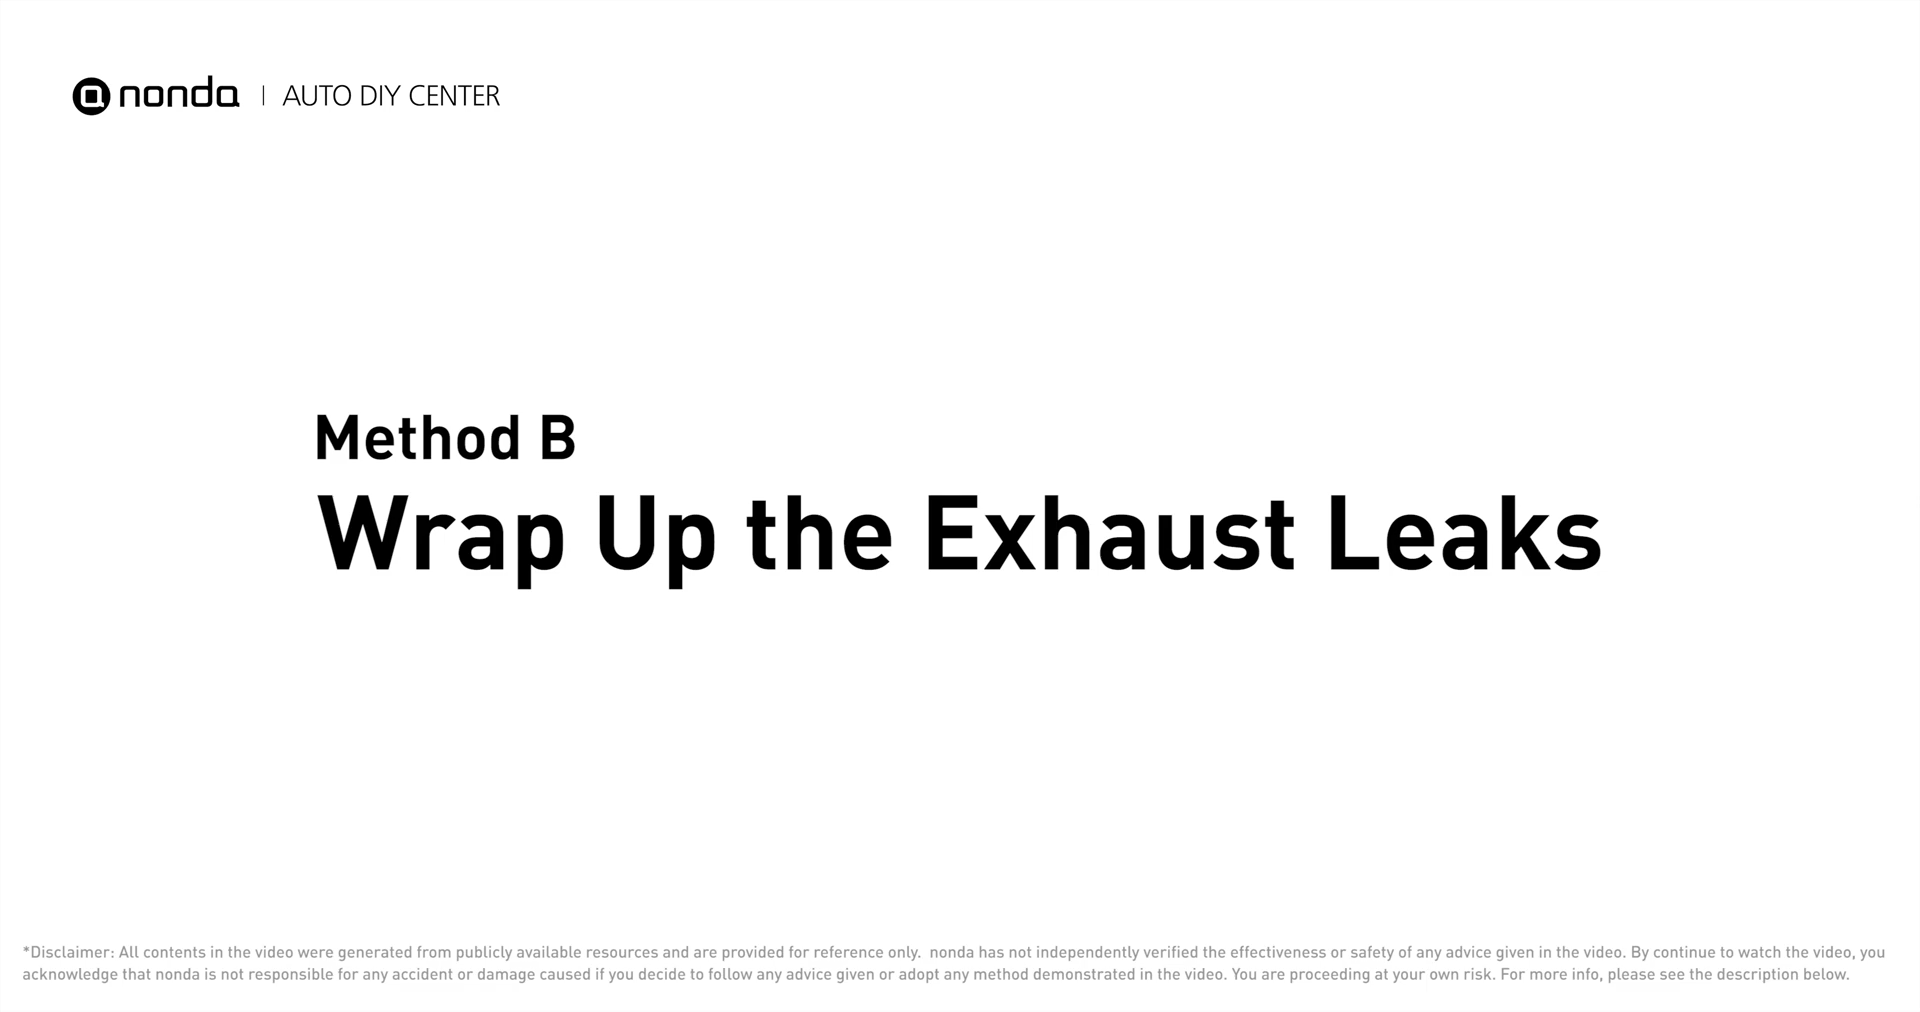 nonda | AUTO DIY CENTER
Method B
Wrap Up the Exhaust Leaks
*Disclaimer: All contents in the video were generated from publicly available resources and are provided for reference only.  nonda has not independently verified the effectiveness or safety of any advice given in the video. By continue to watch the video, you
acknowledge that nonda is not responsible for any accident or damage caused if you decide to follow any advice given or adopt any method demonstrated in the video. You are proceeding at your own risk. For more info, please see the description below.